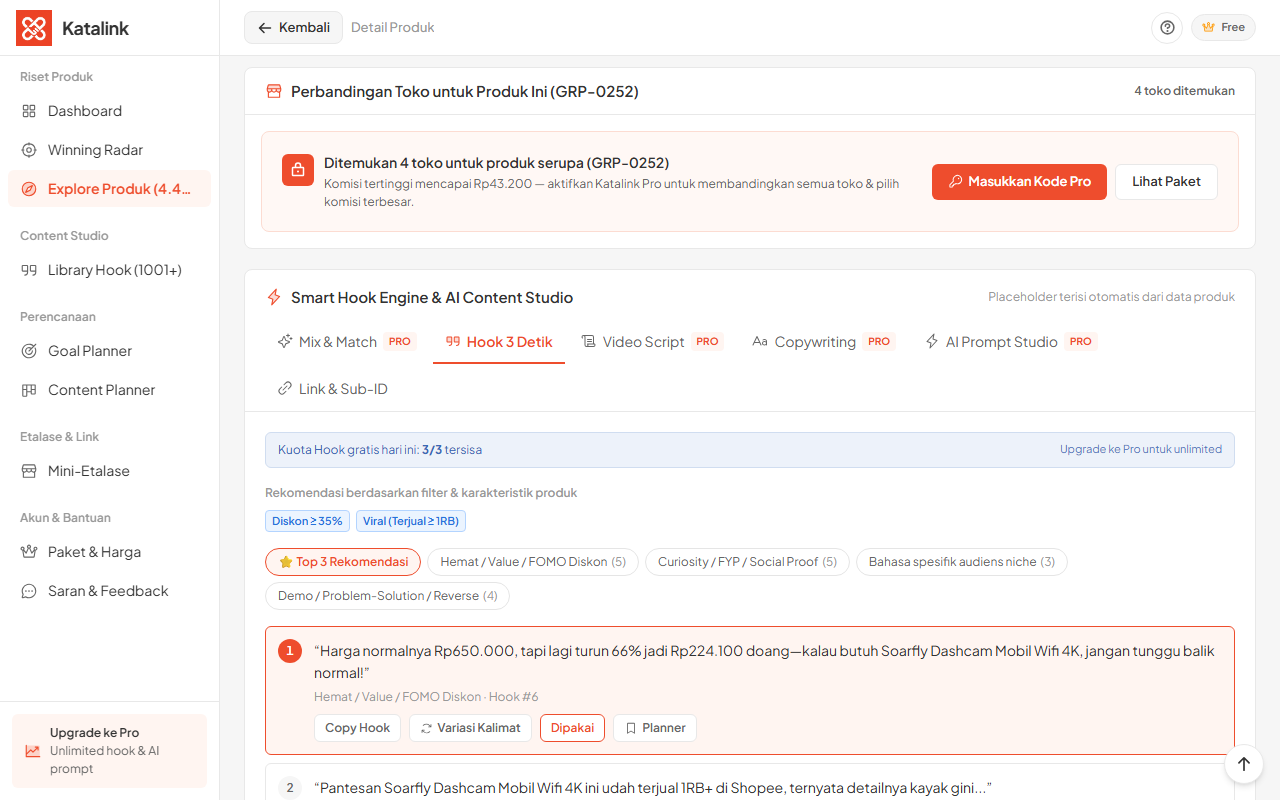 Katalink
Kembali
Detail Produk
Free
Riset Produk
Dashboard
Winning Radar
Explore Produk (4.4...
Content Studio
Library Hook (1001+)
Perencanaan
Goal Planner
Content Planner
Etalase & Link
Mini-Etalase
Akun & Bantuan
Paket & Harga
Saran & Feedback
Upgrade ke Pro
Unlimited hook & AI
prompt
Perbandingan Toko untuk Produk Ini (GRP-0252)
4 toko ditemukan
Ditemukan 4 toko untuk produk serupa (GRP-0252)
Komisi tertinggi mencapai Rp43.200 — aktifkan Katalink Pro untuk membandingkan semua toko & pilih
komisi terbesar.
Masukkan Kode Pro
Lihat Paket
Smart Hook Engine & AI Content Studio
Placeholder terisi otomatis dari data produk
Mix & Match PRO
Hook 3 Detik
Video Script PRO
Aa Copywriting PRO
AI Prompt Studio PRO
Link & Sub-ID
Kuota Hook gratis hari ini: 3/3 tersisa
Upgrade ke Pro untuk unlimited
Rekomendasi berdasarkan filter & karakteristik produk
Diskon ≥ 35%
Viral (Terjual ≥ 1RB)
⭐ Top 3 Rekomendasi
Hemat / Value / FOMO Diskon (5)
Curiosity / FYP / Social Proof (5)
Bahasa spesifik audiens niche (3)
Demo / Problem-Solution / Reverse (4)
1
“Harga normalnya Rp650.000, tapi lagi turun 66% jadi Rp224.100 doang—kalau butuh Soarfly Dashcam Mobil Wifi 4K, jangan tunggu balik
normal!”
Hemat / Value / FOMO Diskon · Hook #6
Copy Hook
Variasi Kalimat
Dipakai
Planner
2
“Pantesan Soarfly Dashcam Mobil Wifi 4K ini udah terjual 1RB+ di Shopee, ternyata detailnya kayak gini...”